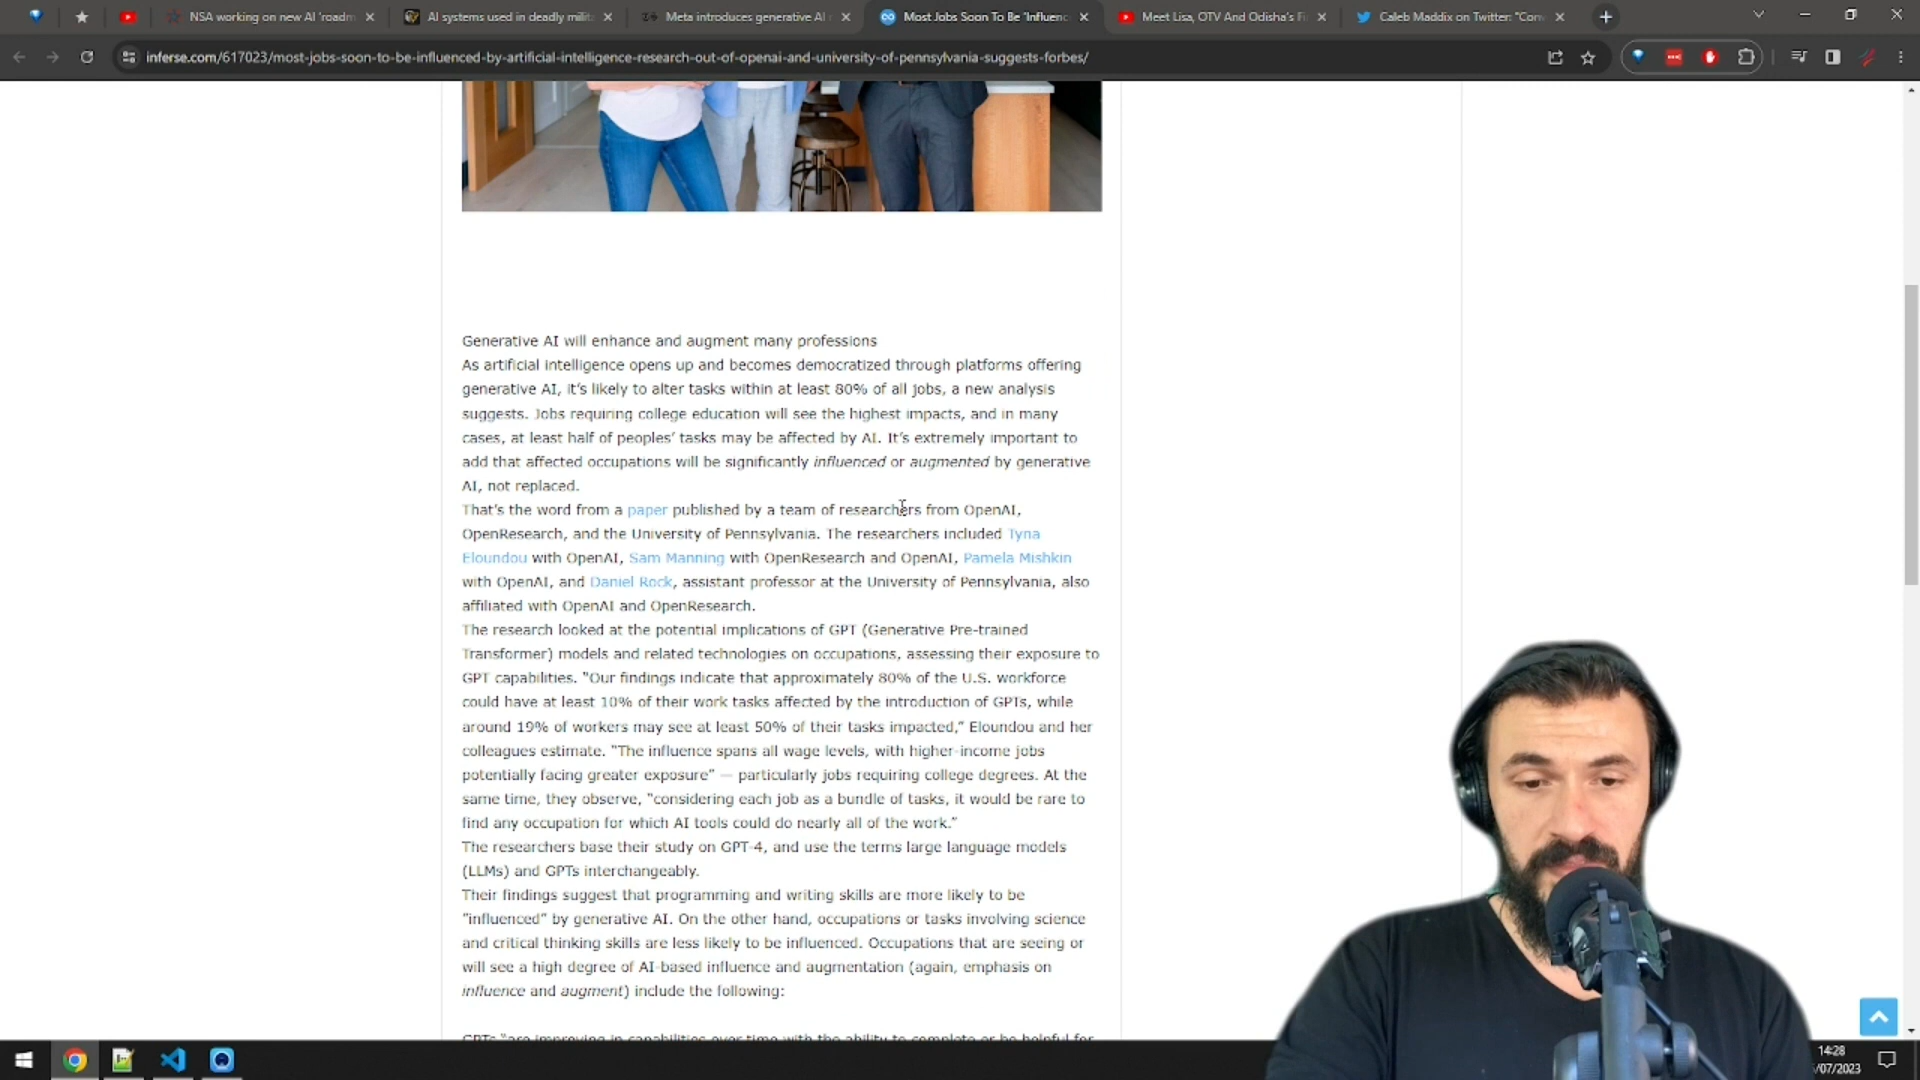 NSA working on new AI 'roadm
AI systems used in deadly milit
Meta introduces generative AI
Most Jobs Soon To Be 'Influenc
Meet Lisa, OTV And Odisha's Fi
Caleb Maddix on Twitter: "Conv
inferse.com/617023/most-jobs-soon-to-be-influenced-by-artificial-intelligence-research-out-of-openai-and-university-of-pennsylvania-suggests-forbes/
Generative AI will enhance and augment many professions
As artificial intelligence opens up and becomes democratized through platforms offering
generative AI, it's likely to alter tasks within at least 80% of all jobs, a new analysis
suggests. Jobs requiring college education will see the highest impacts, and in many
cases, at least half of peoples' tasks may be affected by AI. It's extremely important to
add that affected occupations will be significantly influenced or augmented by generative
AI, not replaced.
That's the word from a paper published by a team of researchers from OpenAI,
OpenResearch, and the University of Pennsylvania. The researchers included Tyna
Eloundou with OpenAI, Sam Manning with OpenResearch and OpenAI, Pamela Mishkin
with OpenAI, and Daniel Rock, assistant professor at the University of Pennsylvania, also
affiliated with OpenAI and OpenResearch.
The research looked at the potential implications of GPT (Generative Pre-trained
Transformer) models and related technologies on occupations, assessing their exposure to
GPT capabilities. "Our findings indicate that approximately 80% of the U.S. workforce
could have at least 10% of their work tasks affected by the introduction of GPTs, while
around 19% of workers may see at least 50% of their tasks impacted," Eloundou and her
colleagues estimate. "The influence spans all wage levels, with higher-income jobs
potentially facing greater exposure" — particularly jobs requiring college degrees. At the
same time, they observe, "considering each job as a bundle of tasks, it would be rare to
find any occupation for which AI tools could do nearly all of the work."
The researchers base their study on GPT-4, and use the terms large language models
(LLMs) and GPTs interchangeably.
Their findings suggest that programming and writing skills are more likely to be
"influenced" by generative AI. On the other hand, occupations or tasks involving science
and critical thinking skills are less likely to be influenced. Occupations that are seeing or
will see a high degree of AI-based influence and augmentation (again, emphasis on
influence and augment) include the following:
GPTs "are improving in capabilities over time with the ability to complete or be helpful for
14:28
/07/2023